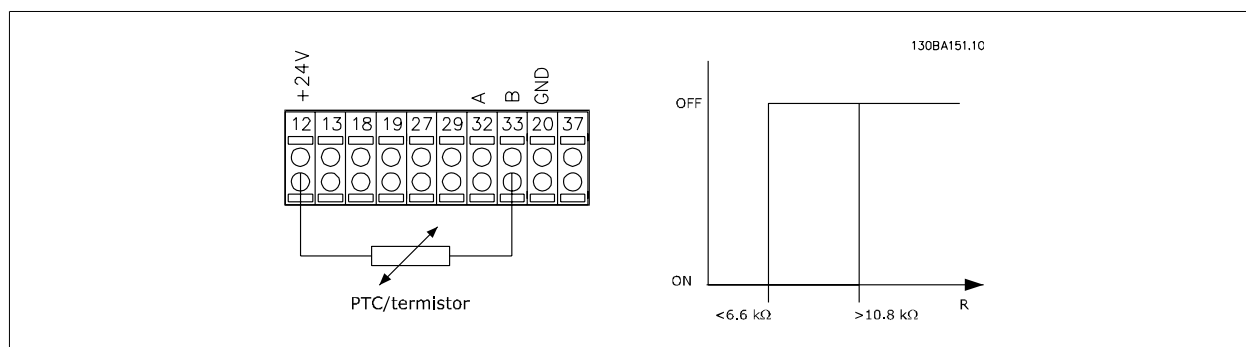 130BA151.10
+24V
A
B
GND
12 13 18 19 27 29 32 33 20 37
PTC/termistor
OFF
ON
R
<6.6 kΩ
>10.8 kΩ